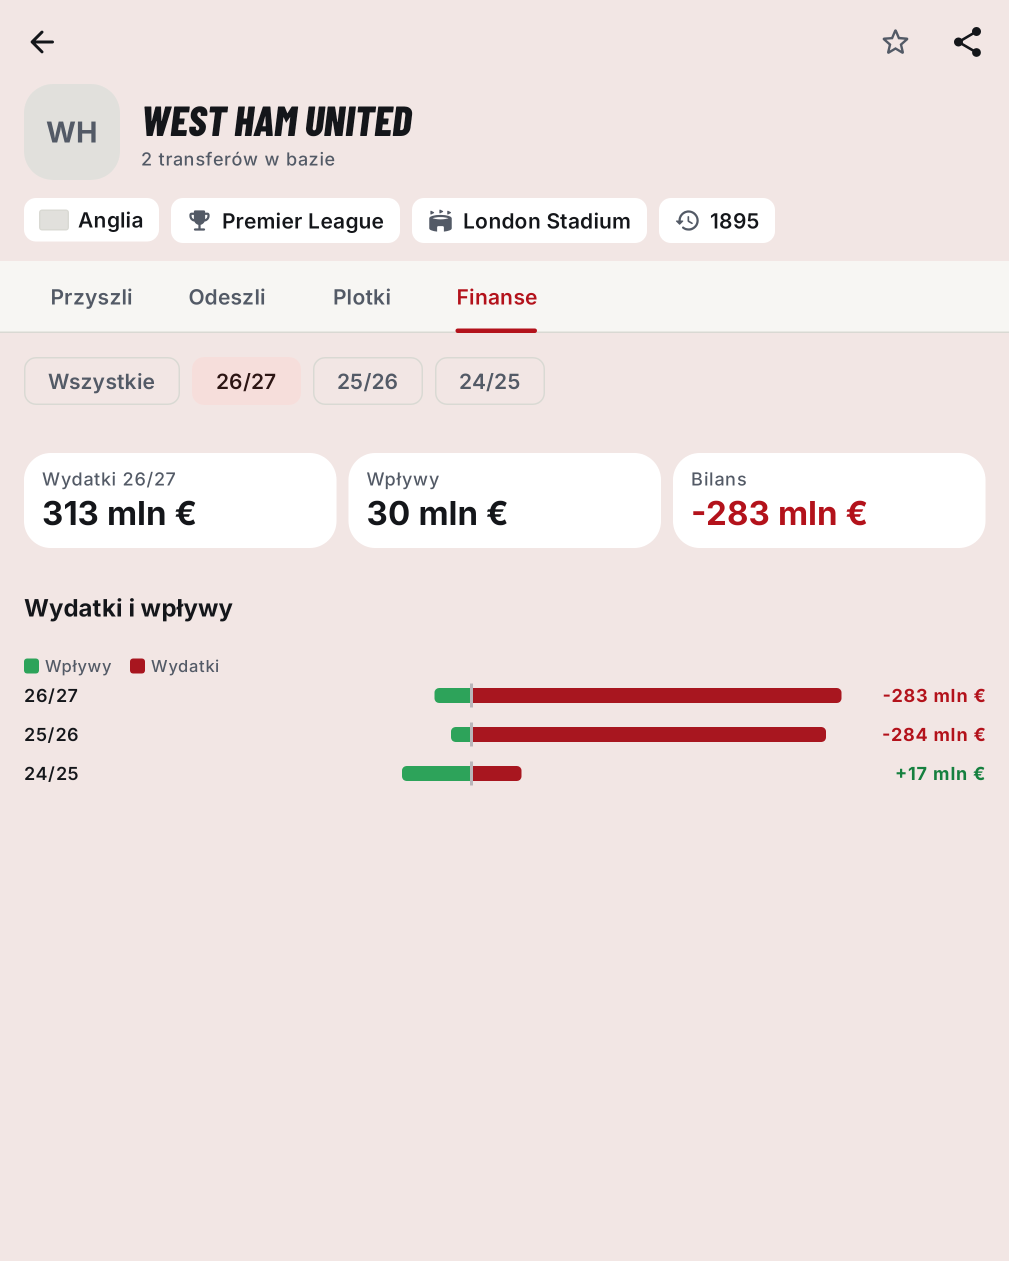 WH
WEST HAM UNITED
2 transferów w bazie
Anglia Premier League London Stadium 1895
Przyszli Odeszli Plotki Finanse
Wszystkie 26/27 25/26 24/25
Wydatki 26/27 Wpływy Bilans
313 mln € 30 mln € -283 mln €
Wydatki i wpływy
Wpływy Wydatki
26/27 -283 mln €
25/26 -284 mln €
24/25 +17 mln €